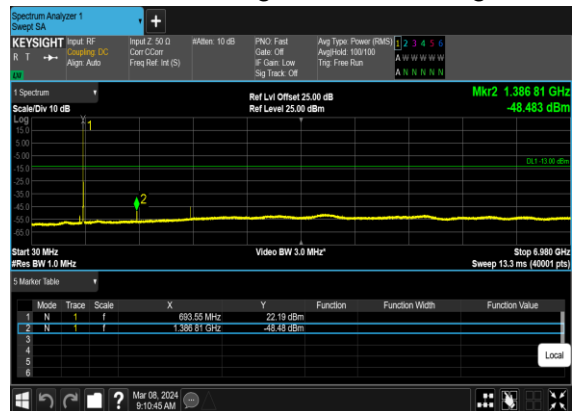 Spectrum Analyzer 1
Swept SA
KEYSIGHT Input: RF Input Z: 50 Ω #Atten: 10 dB PNO: Fast Avg Type: Power (RMS) 1 2 3 4 5 6
R T Coupling: DC Corr CCorr Gate: Off Avg|Hold: 100/100 A W W W W W
Align: Auto Freq Ref: Int (S) IF Gain: Low Trig: Free Run
Sig Track: Off A N N N N N
1 Spectrum Ref Lvl Offset 25.00 dB Mkr2 1.386 81 GHz
Scale/Div 10 dB Ref Level 25.00 dBm -48.483 dBm
Log
15.0
5.00
-5.00
-15.0
-25.0
-35.0
-45.0
-55.0
-65.0
1
2
DL1 -13.00 dBm
Start 30 MHz Video BW 3.0 MHz* Stop 6.980 GHz
#Res BW 1.0 MHz Sweep 13.3 ms (40001 pts)
5 Marker Table
Mode Trace Scale X Y Function Function Width Function Value
1 N 1 f 693.55 MHz 22.19 dBm
2 N 1 f 1.386 81 GHz -48.48 dBm
3
4
5
6
Local
Mar 08, 2024
9:10:45 AM